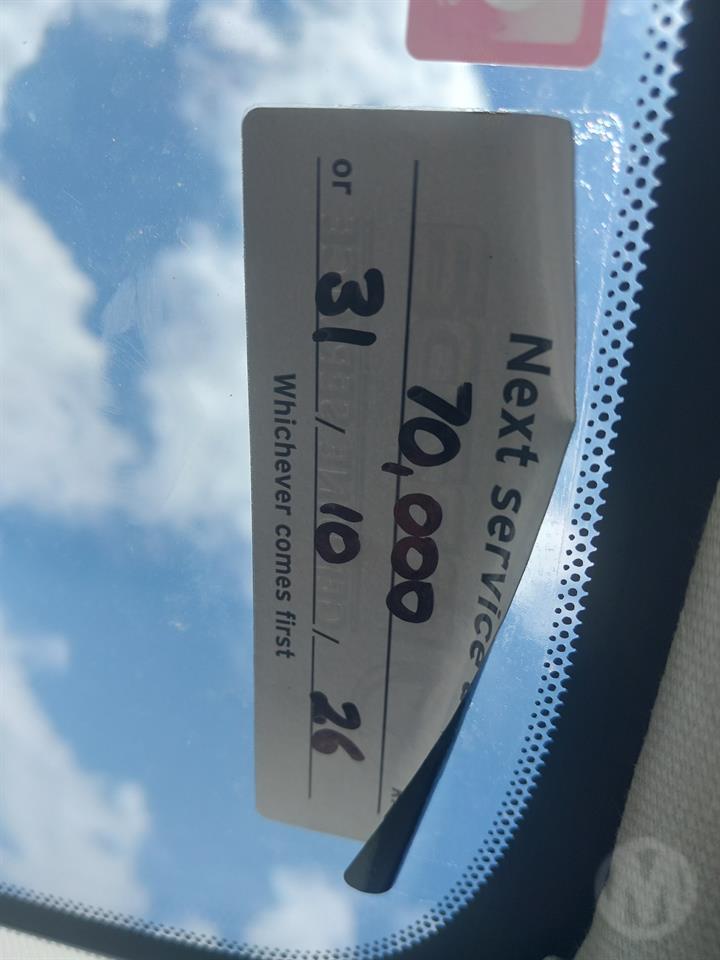 Next service
70,000
or 31/10/26
Whichever comes first